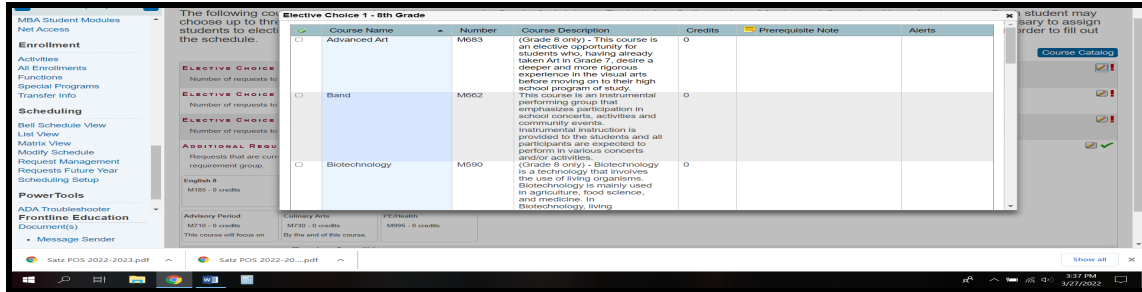 MBA Student Modules
Net Access
Enrollment
Activities
All Enrollments
Functions
Special Programs
Transfer Info
Scheduling
Bell Schedule View
List View
Matrix View
Modify Schedule
Request Management
Requests Future Year
Scheduling Setup
PowerTools
ADA Troubleshooter
Frontline Education
Document(s)
Message Sender
The following cou
choose up to thre
students to electi
the schedule.
student may
sary to assign
order to fill out
Course Catalog
ELECTIVE CHOICE
Number of requests to
ELECTIVE CHOICE
Number of requests to
ELECTIVE CHOICE
Number of requests to
ADDITIONAL REQU
Requests that are curr
requirement group.
English 8
M185 - 0 credits
Advisory Period
M710 - 0 credits
This course will focus on
Culinary Arts
M730 - 0 credits
By the end of this course,
PE/Health
M995 - 0 credits
Elective Choice 1 - 8th Grade
Course Name Number Course Description Credits Prerequisite Note Alerts
Advanced Art M683 (Grade 8 only) - This course is 0
an elective opportunity for
students who, having already
taken Art in Grade 7, desire a
deeper and more rigorous
experience in the visual arts
before moving on to their high
school program of study.
Band M662 This course is an instrumental 0
performing group that
emphasizes participation in
school concerts, activities and
community events.
Instrumental instruction is
provided to the students and all
participants are expected to
perform in various concerts
and/or activities.
Biotechnology M590 (Grade 8 only) - Biotechnology 0
is a technology that involves
the use of living organisms.
Biotechnology is mainly used
in agriculture, food science,
and medicine. In
Biotechnology, living
Satz POS 2022-2023.pdf
Satz POS 2022-20....pdf
Show all
3:37 PM
3/27/2022